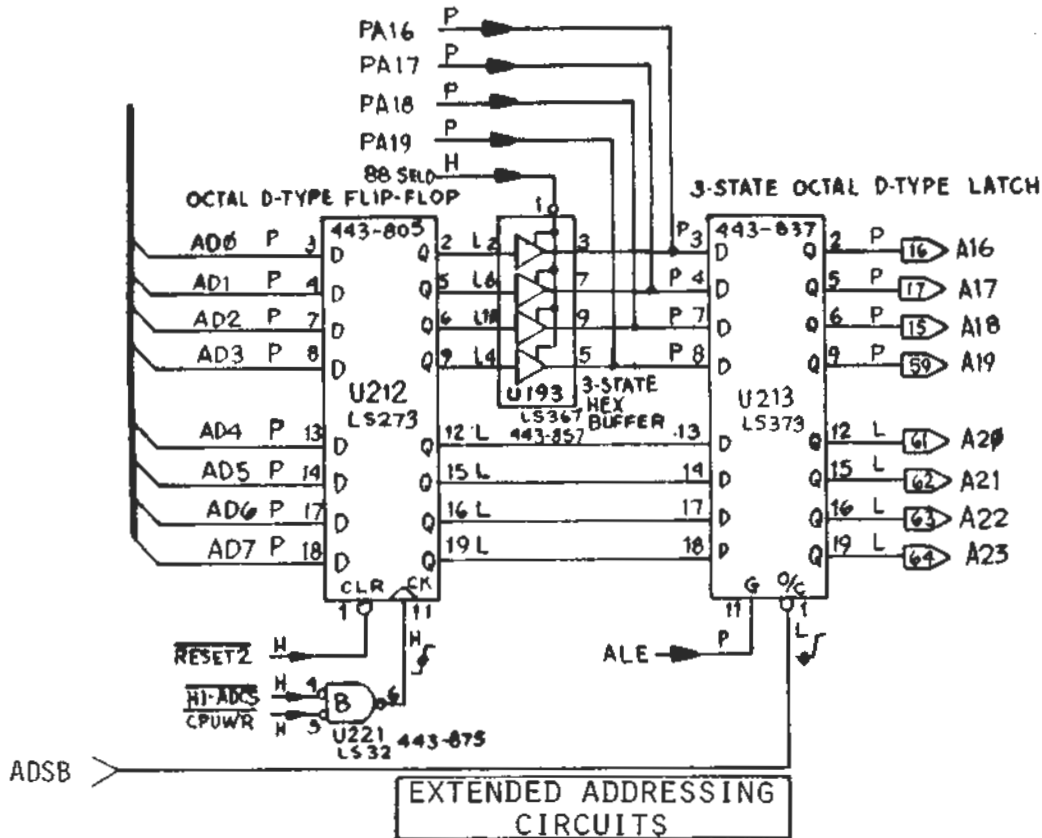 PA16 P
PA17 P
PA18 P
PA19 P
88 SELD H
OCTAL D-TYPE FLIP-FLOP
3-STATE OCTAL D-TYPE LATCH
443-805
1
443-837
AD0 P 3 D Q 2 L 2 3 P 3 D Q 2 P 16 A16
AD1 P 4 D Q 5 L 7 P 4 D Q 5 P 17 A17
AD2 P 7 D Q 6 9 P 7 D Q 6 P 15 A18
AD3 P 8 D Q 9 L4 5 P 8 D Q 9 P 59 A19
U212
LS273
U193
LS367
443-857
3-STATE
HEX
BUFFER
U213
LS373
AD4 P 13 D Q 12 L 13 D Q 12 L 61 A20
AD5 P 14 D Q 15 L 14 D Q 15 L 62 A21
AD6 P 17 D Q 16 L 17 D Q 16 L 63 A22
AD7 P 18 D Q 19 L 18 D Q 19 L 64 A23
CLR CK
1 11
G O/C
11 1
RESET2 H
H
ALE P
L
HI-ADCS H 4
CPUWR H 5
B 6
U221
LS32 443-875
ADSB
EXTENDED ADDRESSING
CIRCUITS